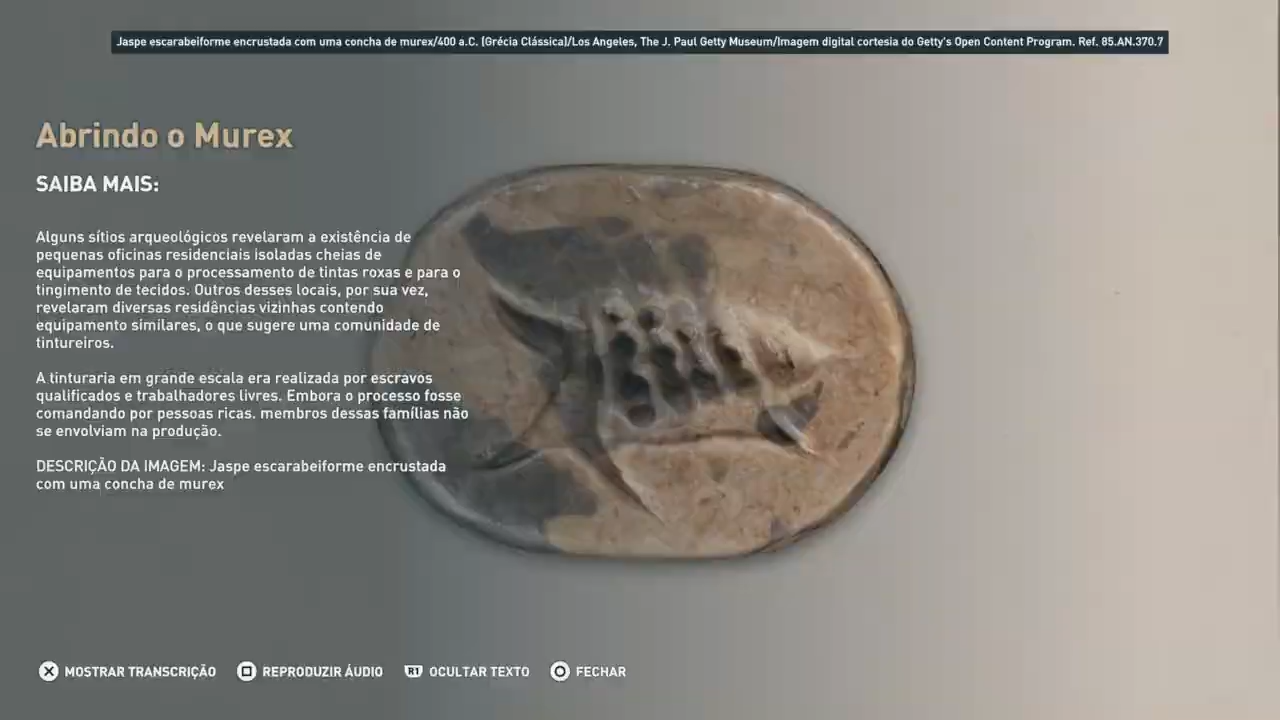 Jaspe escarabeiforme encrustada com uma concha de murex/400 a.C. (Grécia Clássica)/Los Angeles, The J. Paul Getty Museum/Imagem digital cortesia do Getty's Open Content Program. Ref. 85.AN.370.7
Abrindo o Murex
SAIBA MAIS:
Alguns sítios arqueológicos revelaram a existência de
pequenas oficinas residenciais isoladas cheias de
equipamentos para o processamento de tintas roxas e para o
tingimento de tecidos. Outros desses locais, por sua vez,
revelaram diversas residências vizinhas contendo
equipamento similares, o que sugere uma comunidade de
tintureiros.
A tinturaria em grande escala era realizada por escravos
qualificados e trabalhadores livres. Embora o processo fosse
comandando por pessoas ricas. membros dessas famílias não
se envolviam na produção.
DESCRIÇÃO DA IMAGEM: Jaspe escarabeiforme encrustada
com uma concha de murex
MOSTRAR TRANSCRIÇÃO REPRODUZIR ÁUDIO R1 OCULTAR TEXTO FECHAR